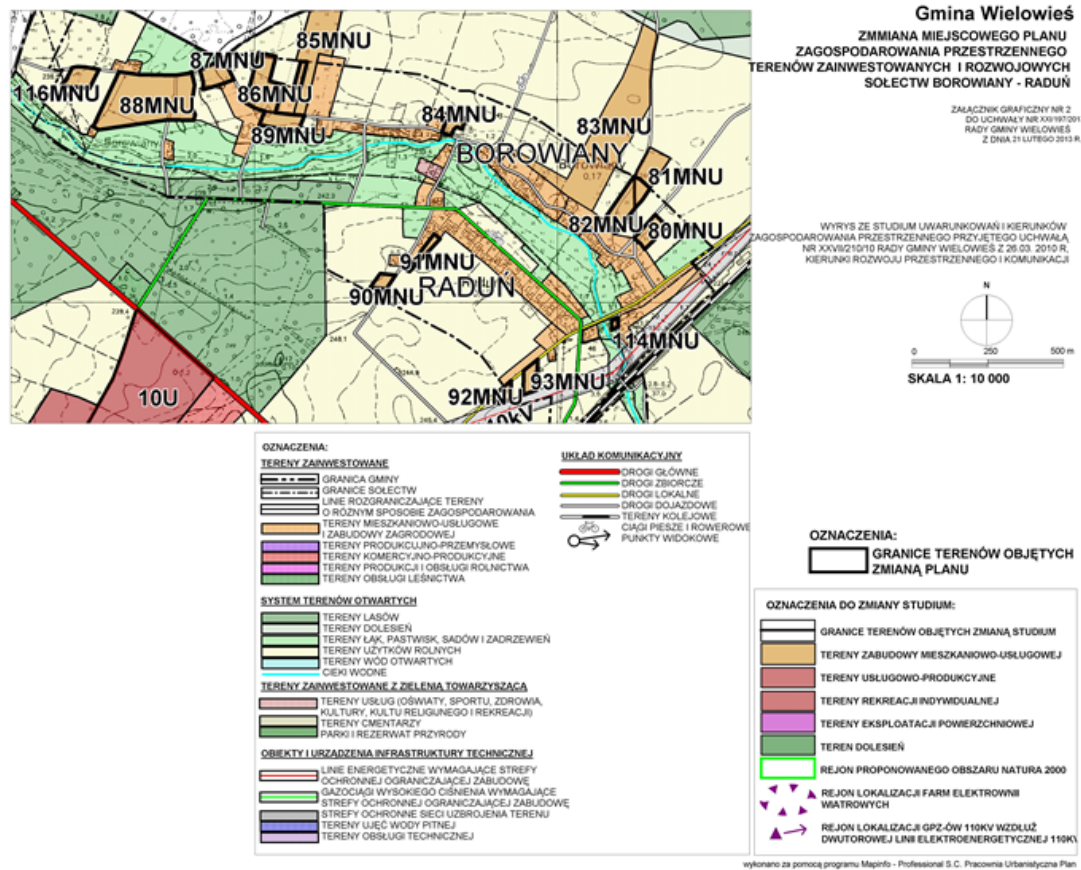 Gmina Wielowieś
ZMMIANA MIEJSCOWEGO PLANU
ZAGOSPODAROWANIA PRZESTRZENNEGO
TERENÓW ZAINWESTOWANYCH I ROZWOJOWYCH
SOŁECTW BOROWIANY - RADUŃ
ZAŁĄCZNIK GRAFICZNY NR 2
DO UCHWAŁY NR XXI/197/201
RADY GMINY WIELOWIEŚ
Z DNIA 21 LUTEGO 2013 R.
WYRYS ZE STUDIUM UWARUNKOWAŃ I KIERUNKÓW
ZAGOSPODAROWANIA PRZESTRZENNEGO PRZYJĘTEGO UCHWAŁĄ
NR XXVII/210/10 RADY GMINY WIELOWIEŚ Z 26.03. 2010 R.
KIERUNKI ROZWOJU PRZESTRZENNEGO I KOMUNIKACJI
N
0 250 500 m
SKALA 1: 10 000
85MNU
87MNU
116MNU
88MNU
86MNU
89MNU
84MNU
83MNU
BOROWIANY
81MNU
82MNU
80MNU
91MNU
RADUŃ
90MNU
114MNU
93MNU
92MNU
10U
OZNACZENIA:
TERENY ZAINWESTOWANE
GRANICA GMINY
GRANICE SOŁECTW
LINIE ROZGRANICZAJĄCE TERENY
O RÓŻNYM SPOSOBIE ZAGOSPODAROWANIA
TERENY MIESZKANIOWO-USŁUGOWE
I ZABUDOWY ZAGRODOWEJ
TERENY PRODUKCUJNO-PRZEMYSŁOWE
TERENY KOMERCYJNO-PRODUKCYJNE
TERENY PRODUKCJI I OBSŁUGI ROLNICTWA
TERENY OBSŁUGI LEŚNICTWA
SYSTEM TERENÓW OTWARTYCH
TERENY LASÓW
TERENY DOLESIEŃ
TERENY ŁĄK, PASTWISK, SADÓW I ZADRZEWIEŃ
TERENY UŻYTKÓW ROLNYCH
TERENY WÓD OTWARTYCH
CIEKI WODNE
TERENY ZAINWESTOWANE Z ZIELENIĄ TOWARZYSZĄCĄ
TERENY USŁUG (OŚWIATY, SPORTU, ZDROWIA,
KULTURY, KULTU RELIGIJNEGO I REKREACJI)
TERENY CMENTARZY
PARKI I REZERWAT PRZYRODY
OBIEKTY I URZĄDZENIA INFRASTRUKTURY TECHNICZNEJ
LINIE ENERGETYCZNE WYMAGAJĄCE STREFY
OCHRONNEJ OGRANICZAJĄCEJ ZABUDOWĘ
GAZOCIĄGI WYSOKIEGO CIŚNIENIA WYMAGAJĄCE
STREFY OCHRONNEJ OGRANICZAJĄCEJ ZABUDOWĘ
STREFY OCHRONNE SIECI UZBROJENIA TERENU
TERENY UJĘĆ WODY PITNEJ
TERENY OBSŁUGI TECHNICZNEJ
UKŁAD KOMUNIKACYJNY
DROGI GŁÓWNE
DROGI ZBIORCZE
DROGI LOKALNE
DROGI DOJAZDOWE
TERENY KOLEJOWE
CIĄGI PIESZE I ROWEROWE
PUNKTY WIDOKOWE
OZNACZENIA:
GRANICE TERENÓW OBJĘTYCH
ZMIANĄ PLANU
OZNACZENIA DO ZMIANY STUDIUM:
GRANICE TERENÓW OBJĘTYCH ZMIANĄ STUDIUM
TERENY ZABUDOWY MIESZKANIOWO-USŁUGOWEJ
TERENY USŁUGOWO-PRODUKCYJNE
TERENY REKREACJI INDYWIDUALNEJ
TERENY EKSPLOATACJI POWIERZCHNIOWEJ
TEREN DOLESIEŃ
REJON PROPONOWANEGO OBSZARU NATURA 2000
REJON LOKALIZACJI FARM ELEKTROWNII
WIATROWYCH
REJON LOKALIZACJI GPZ-ÓW 110KV WZDŁUŻ
DWUTOROWEJ LINII ELEKTROENERGETYCZNEJ 110KV
wykonano za pomocą programu MapInfo - Professional S.C. Pracownia Urbanistyczna Plan